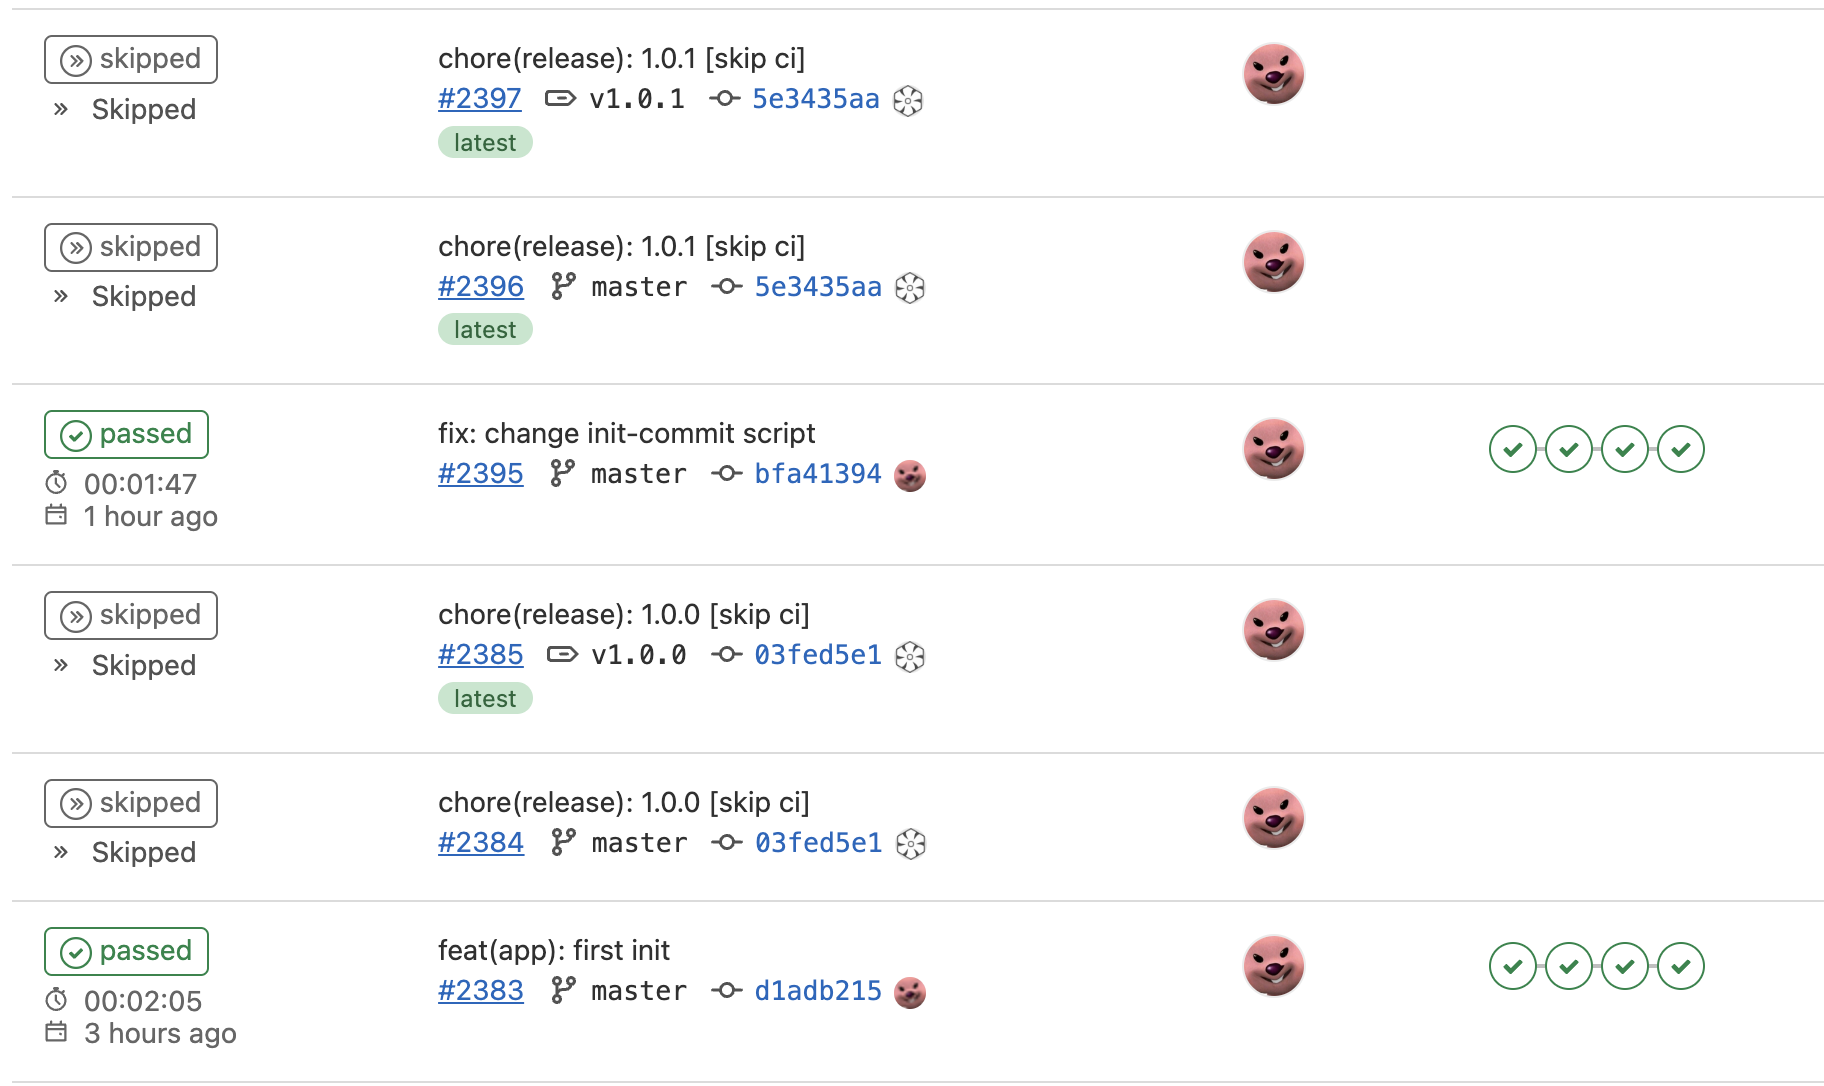 skipped
Skipped
chore(release): 1.0.1 [skip ci]
#2397 v1.0.1 5e3435aa
latest
skipped
Skipped
chore(release): 1.0.1 [skip ci]
#2396 master 5e3435aa
latest
passed
00:01:47
1 hour ago
fix: change init-commit script
#2395 master bfa41394
skipped
Skipped
chore(release): 1.0.0 [skip ci]
#2385 v1.0.0 03fed5e1
latest
skipped
Skipped
chore(release): 1.0.0 [skip ci]
#2384 master 03fed5e1
passed
00:02:05
3 hours ago
feat(app): first init
#2383 master d1adb215